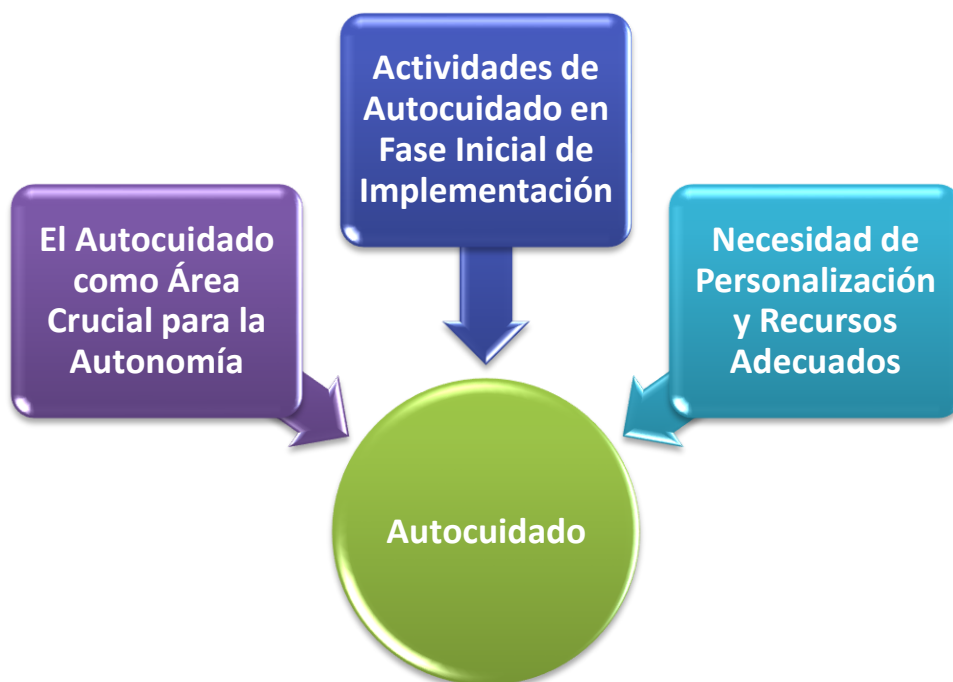 Actividades de
Autocuidado en
Fase Inicial de
Implementación
El Autocuidado
como Área
Crucial para la
Autonomía
Necesidad de
Personalización
y Recursos
Adecuados
Autocuidado